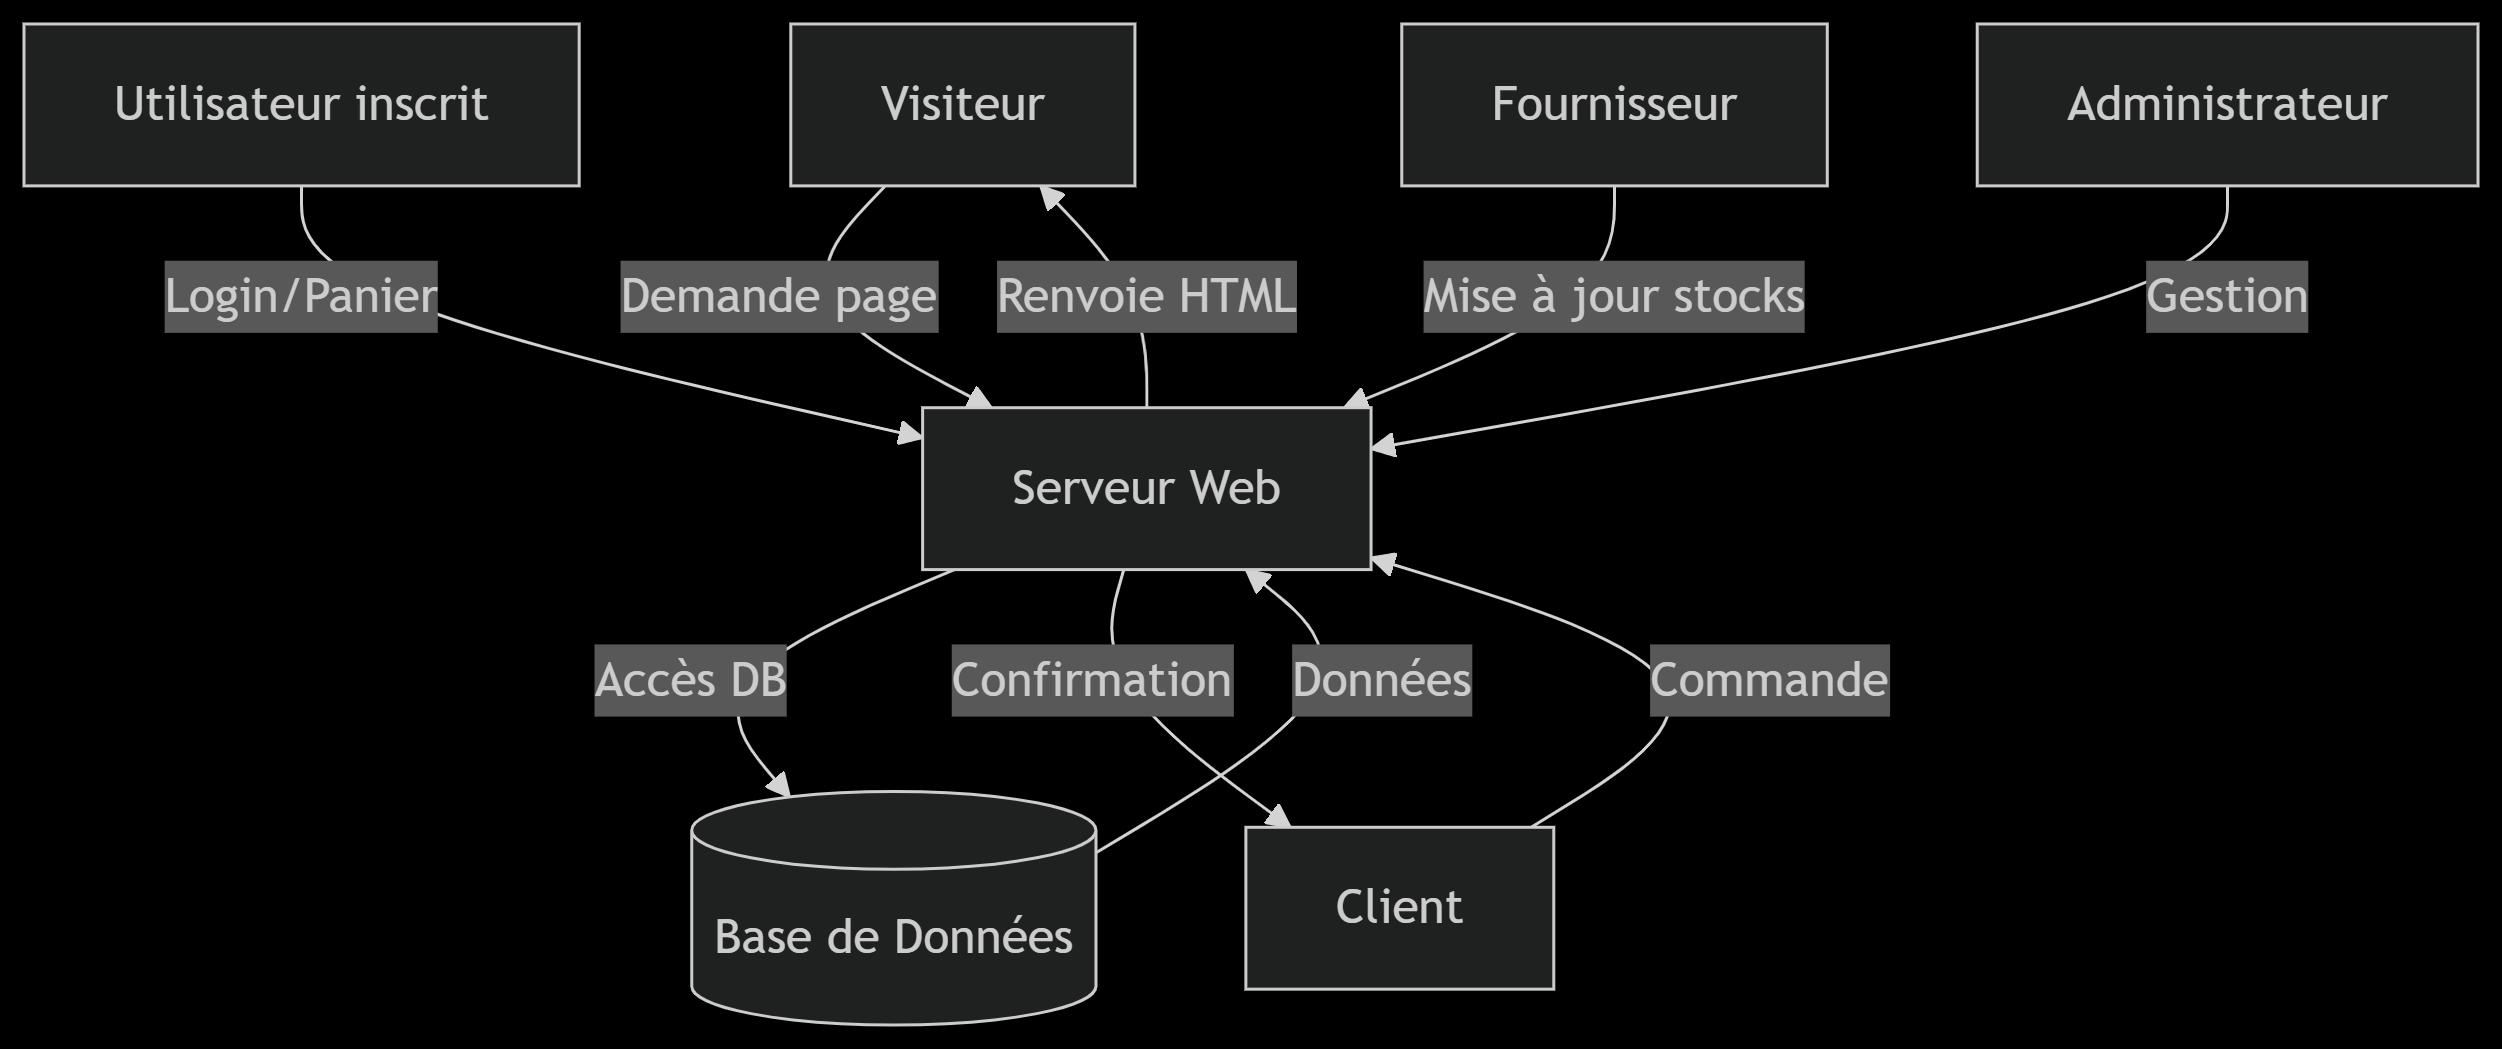 Utilisateur inscrit
Visiteur
Fournisseur
Administrateur
Login/Panier
Demande page
Renvoie HTML
Mise à jour stocks
Gestion
Serveur Web
Accès DB
Confirmation
Données
Commande
Base de Données
Client